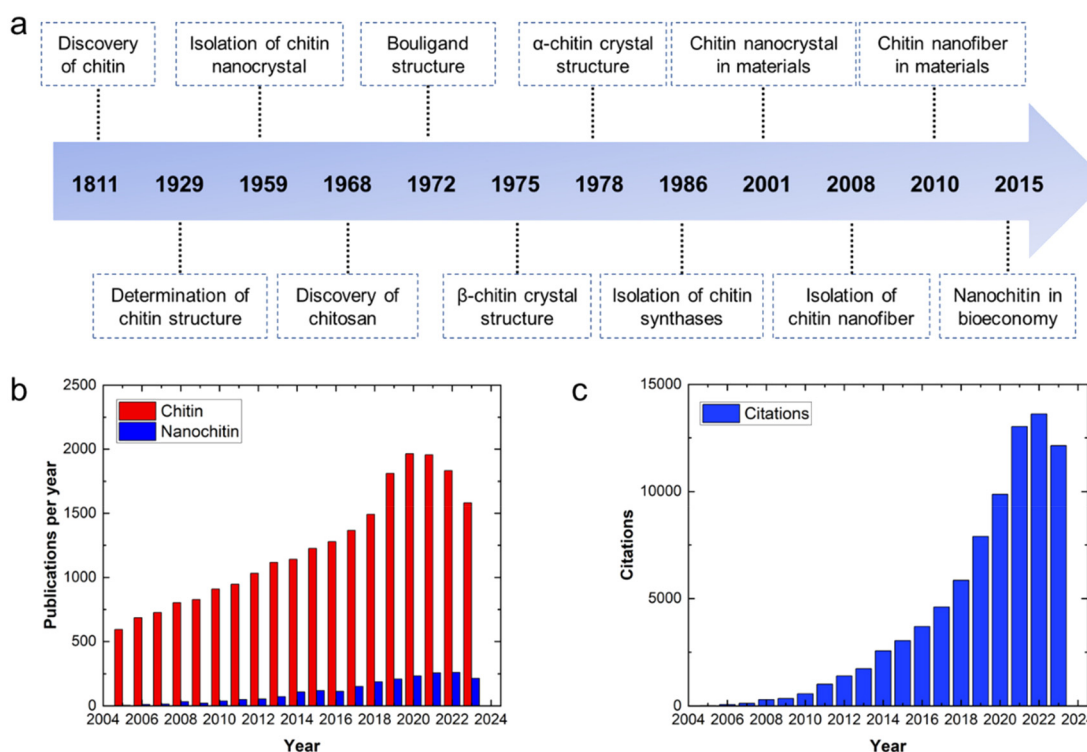 a
Discovery
of chitin
Isolation of chitin
nanocrystal
Bouligand
structure
α-chitin crystal
structure
Chitin nanocrystal
in materials
Chitin nanofiber
in materials
1811 1929 1959 1968 1972 1975 1978 1986 2001 2008 2010 2015
Determination of
chitin structure
Discovery of
chitosan
β-chitin crystal
structure
Isolation of chitin
synthases
Isolation of
chitin nanofiber
Nanochitin in
bioeconomy
b
Publications per year
2500
2000
1500
1000
500
0
Chitin
Nanochitin
2004 2006 2008 2010 2012 2014 2016 2018 2020 2022 2024
Year
c
Citations
15000
10000
5000
0
Citations
2004 2006 2008 2010 2012 2014 2016 2018 2020 2022 2024
Year